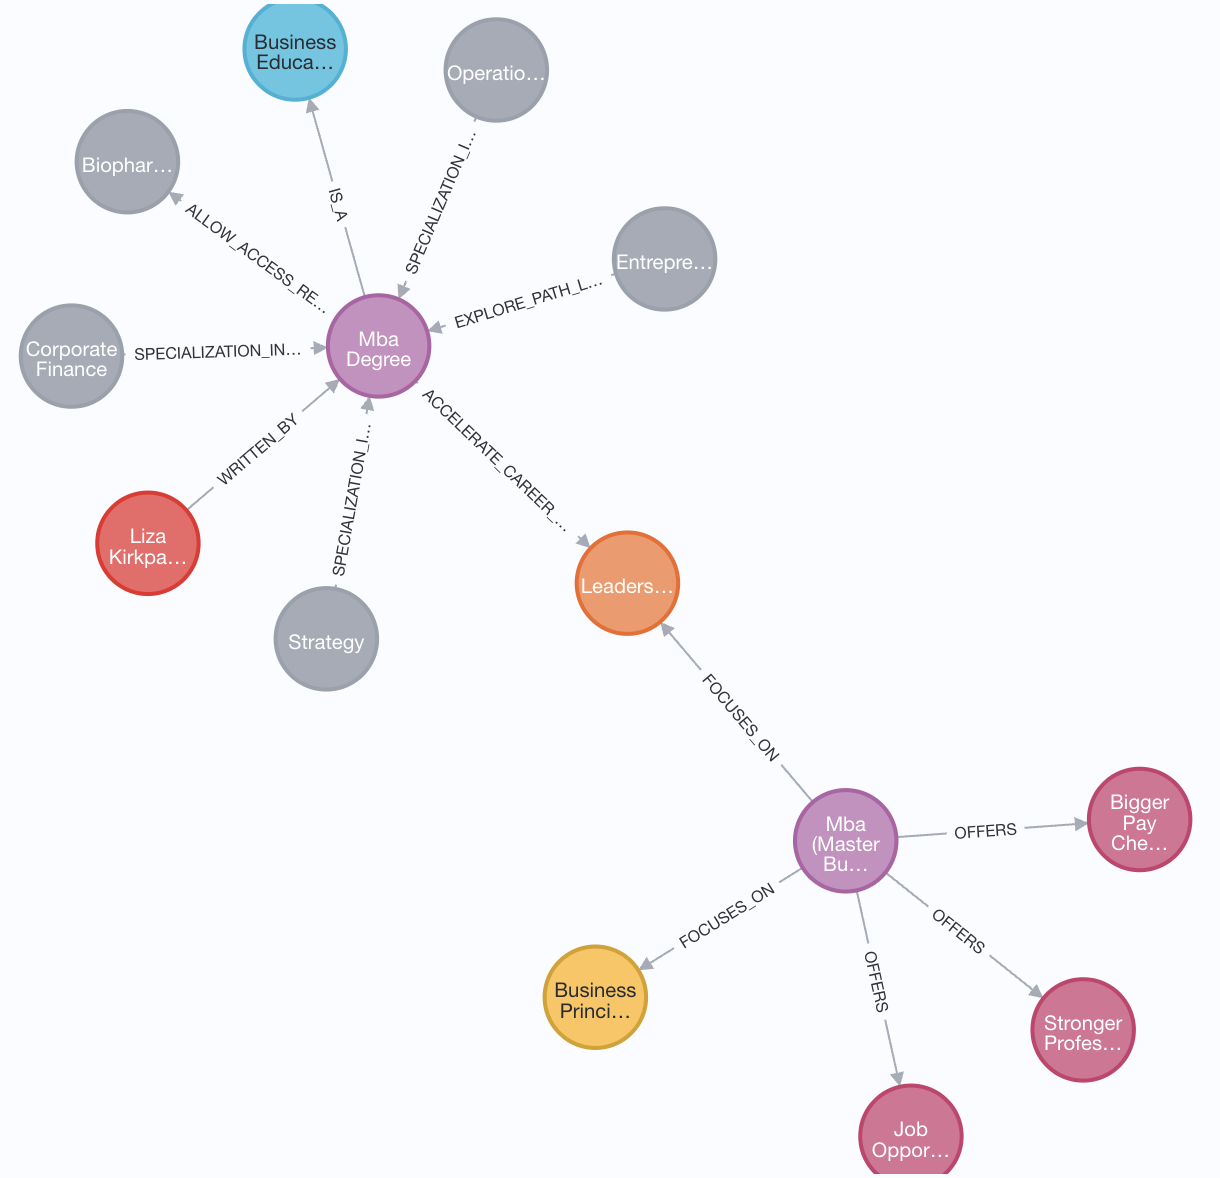 Business
Educa…
Operatio…
Biophar…
IS_A
SPECIALIZATION_I…
ALLOW_ACCESS_RE…
Entrepre…
EXPLORE_PATH_L…
Mba
Degree
Corporate
Finance
SPECIALIZATION_IN…
ACCELERATE_CAREER_…
WRITTEN_BY
SPECIALIZATION_I…
Liza
Kirkpa…
Leaders…
Strategy
FOCUSES_ON
Mba
(Master
Bu…
OFFERS
Bigger
Pay
Che…
FOCUSES_ON
OFFERS
OFFERS
Business
Princi…
Stronger
Profes…
Job
Oppor…